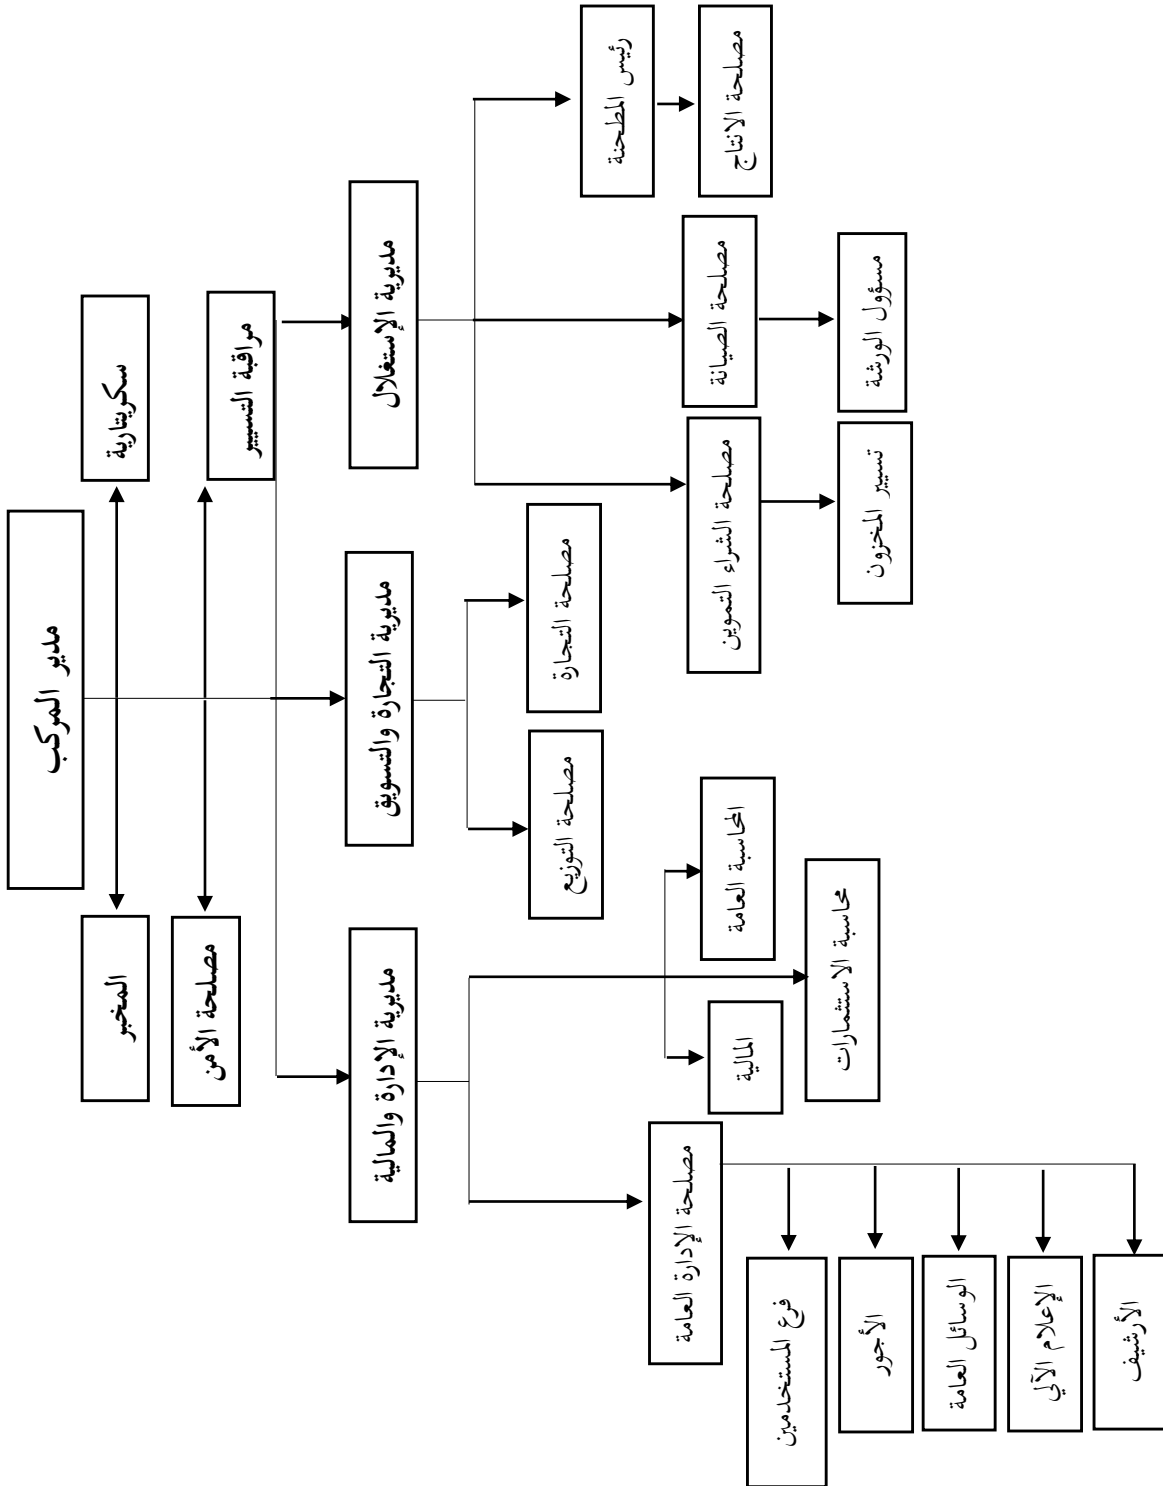 مدير المركب
سكريتارية
المخبر
مراقبة التسيير
مصلحة الأمن
مديرية الإستغلال
مديرية التجارة والتسويق
مديرية الإدارة والمالية
رئيس المطحنة
مصلحة الانتاج
مصلحة الصيانة
مسؤول الورشة
مصلحة الشراء التموين
تسيير المخزون
مصلحة التجارة
مصلحة التوزيع
المحاسبة العامة
محاسبة الاستثمارات
المالية
مصلحة الإدارة العامة
فرع المستخدمين
الأجور
الوسائل العامة
الإعلام الآلي
الأرشيف